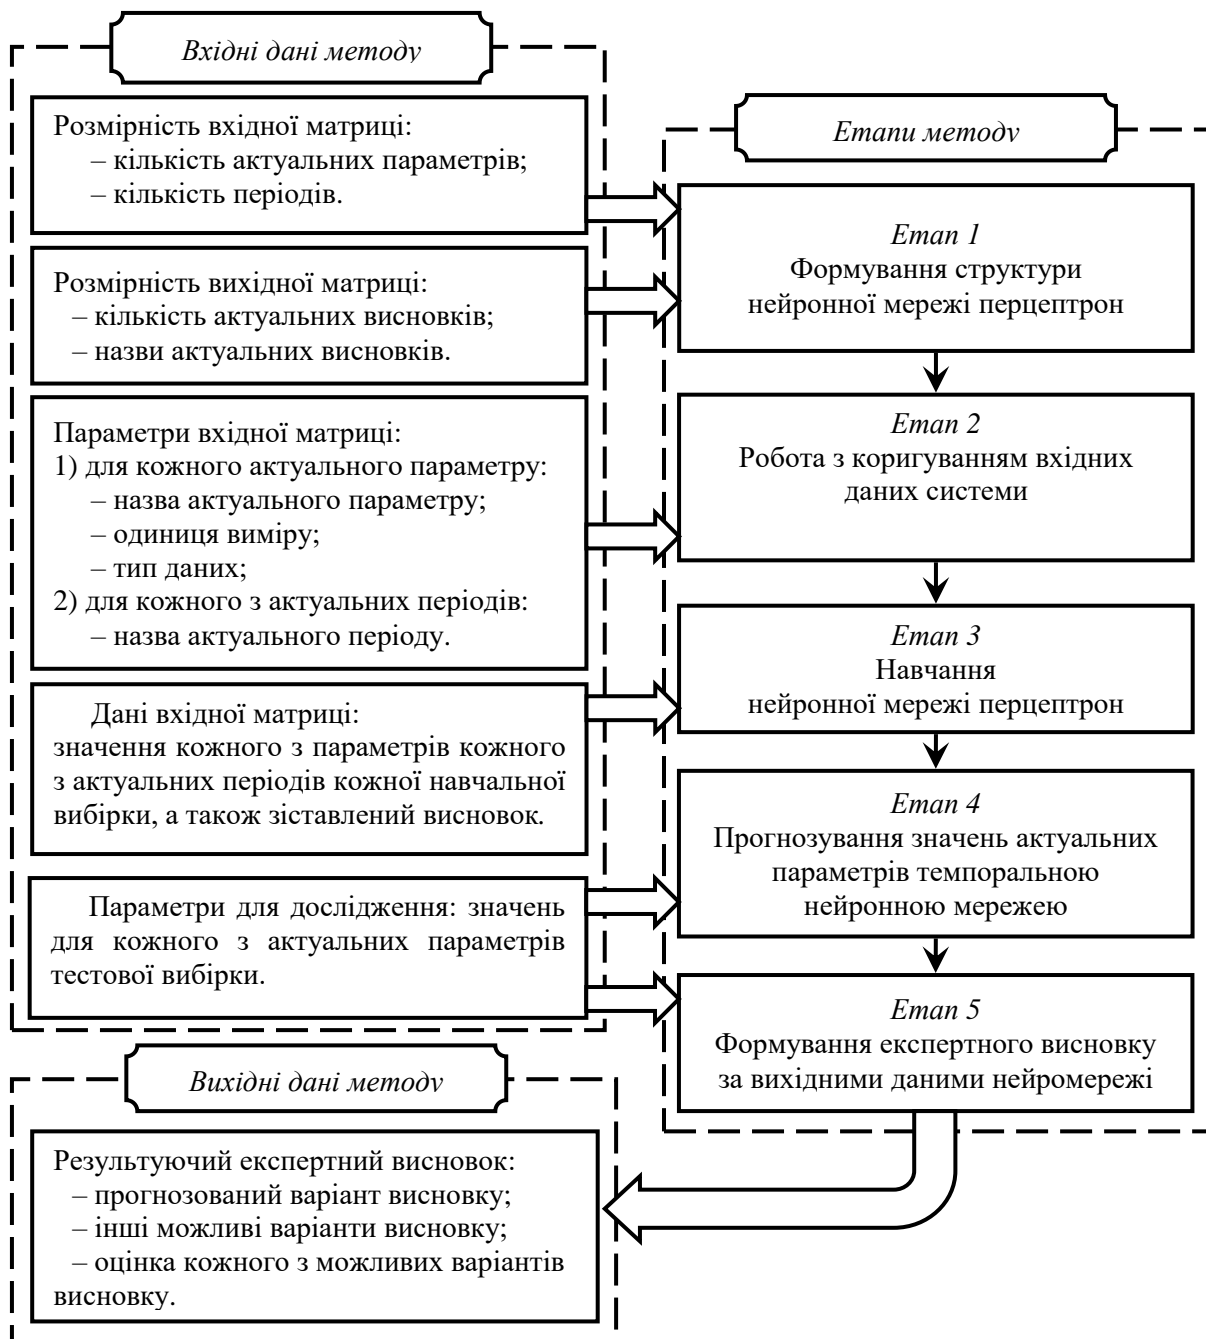 Вхідні дані методу
Розмірність вхідної матриці:
– кількість актуальних параметрів;
– кількість періодів.
Розмірність вихідної матриці:
– кількість актуальних висновків;
– назви актуальних висновків.
Параметри вхідної матриці:
1) для кожного актуального параметру:
– назва актуального параметру;
– одиниця виміру;
– тип даних;
2) для кожного з актуальних періодів:
– назва актуального періоду.
Дані вхідної матриці:
значення кожного з параметрів кожного
з актуальних періодів кожної навчальної
вибірки, а також зіставлений висновок.
Параметри для дослідження: значень
для кожного з актуальних параметрів
тестової вибірки.
Етапи методу
Етап 1
Формування структури
нейронної мережі перцептрон
Етап 2
Робота з коригуванням вхідних
даних системи
Етап 3
Навчання
нейронної мережі перцептрон
Етап 4
Прогнозування значень актуальних
параметрів темпоральною
нейронною мережею
Етап 5
Формування експертного висновку
за вихідними даними нейромережі
Вихідні дані методу
Результуючий експертний висновок:
– прогнозований варіант висновку;
– інші можливі варіанти висновку;
– оцінка кожного з можливих варіантів
висновку.